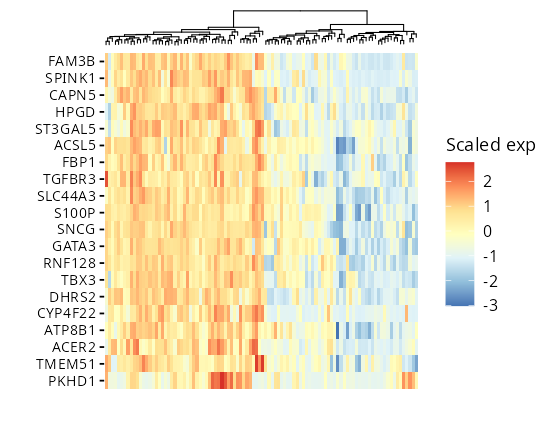 FAM3B
SPINK1
CAPN5
HPGD
ST3GAL5
ACSL5
FBP1
TGFBR3
SLC44A3
S100P
SNCG
GATA3
RNF128
TBX3
DHRS2
CYP4F22
ATP8B1
ACER2
TMEM51
PKHD1
Scaled exp
2
1
0
-1
-2
-3